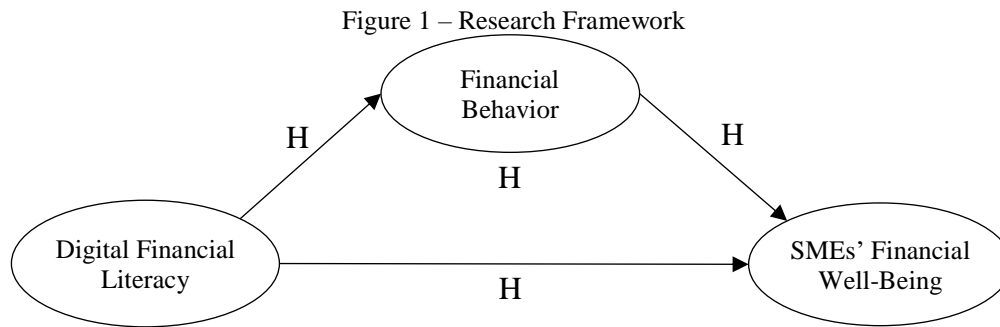 Figure 1 – Research Framework
Financial
Behavior
H
H
H
Digital Financial
Literacy
SMEs’ Financial
Well-Being
H